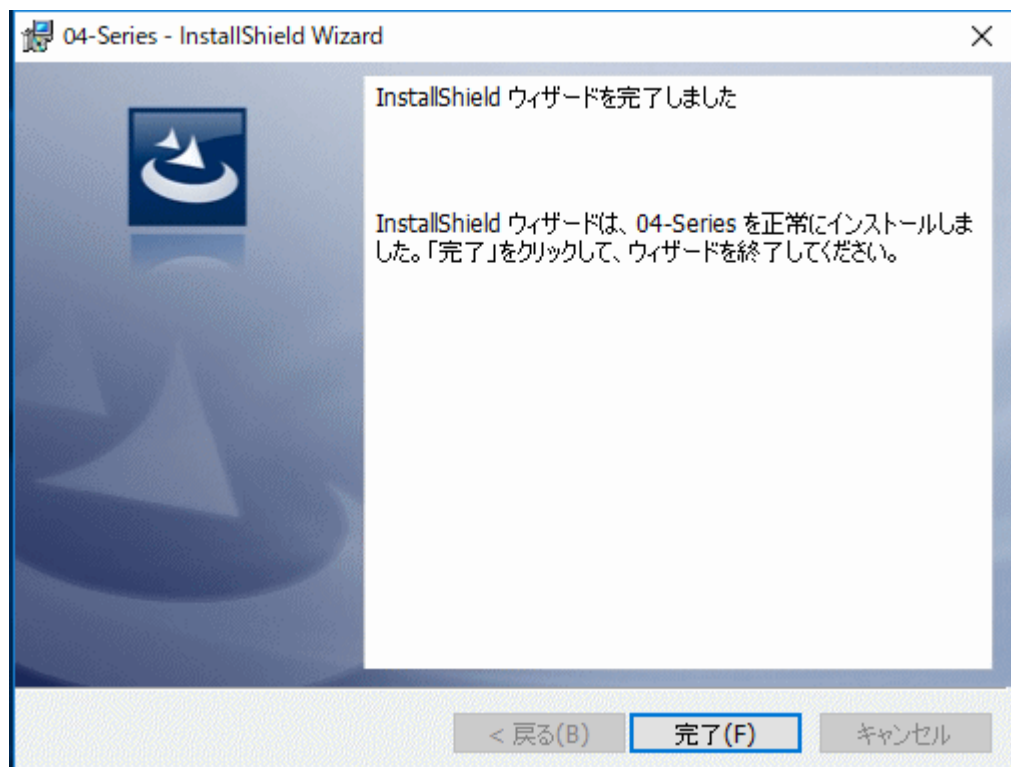 04-Series - InstallShield Wizard
InstallShield ウィザードを完了しました
InstallShield ウィザードは、04-Series を正常にインストールしま
した。「完了」をクリックして、ウィザードを終了してください。
< 戻る(B)
完了(F)
キャンセル